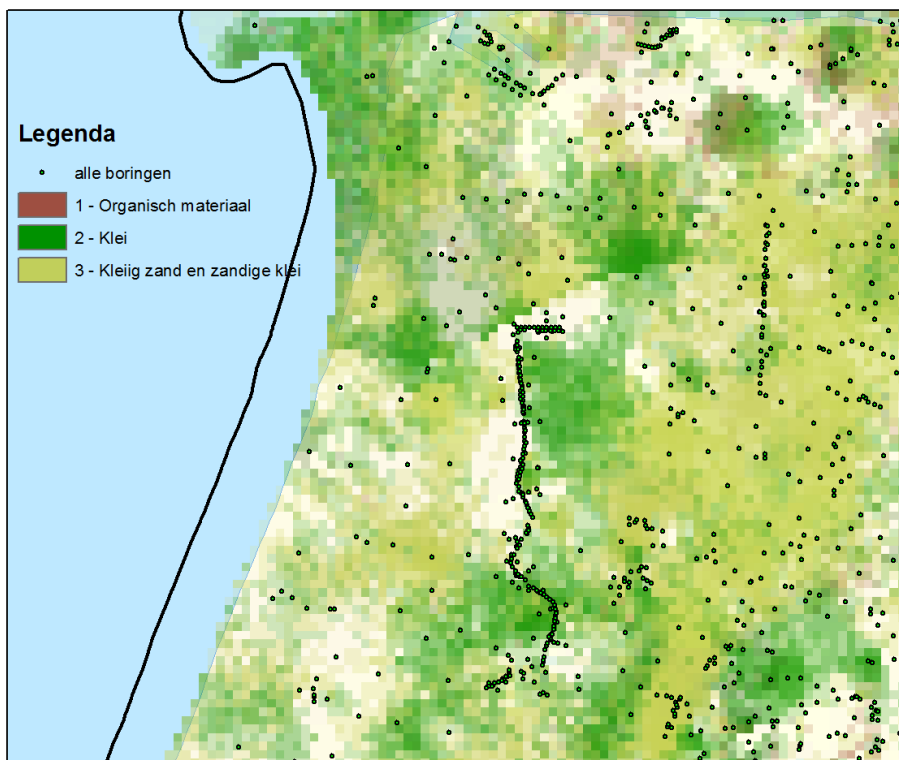 Legenda
alle boringen
1 - Organisch materiaal
2 - Klei
3 - Kleiig zand en zandige klei